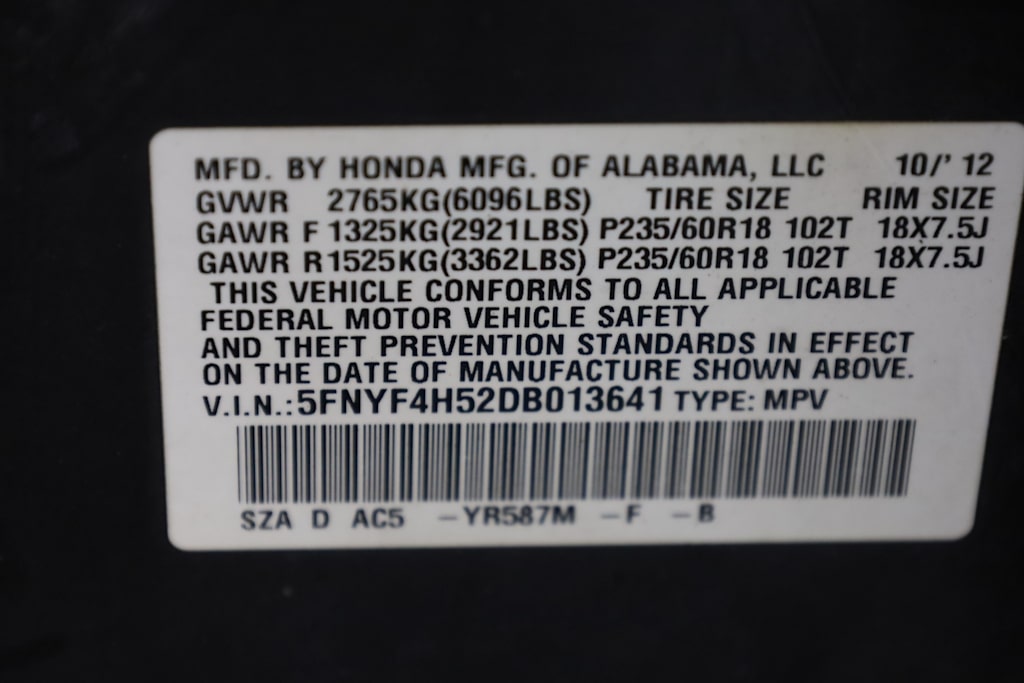 MFD. BY HONDA MFG. OF ALABAMA, LLC 10/' 12
GVWR 2765KG(6096LBS) TIRE SIZE RIM SIZE
GAWR F 1325KG(2921LBS) P235/60R18 102T 18X7.5J
GAWR R1525KG(3362LBS) P235/60R18 102T 18X7.5J
THIS VEHICLE CONFORMS TO ALL APPLICABLE
FEDERAL MOTOR VEHICLE SAFETY
AND THEFT PREVENTION STANDARDS IN EFFECT
ON THE DATE OF MANUFACTURE SHOWN ABOVE.
V.I.N.:5FNYF4H52DB013641 TYPE: MPV
SZA D AC5 -YR587M -F -B